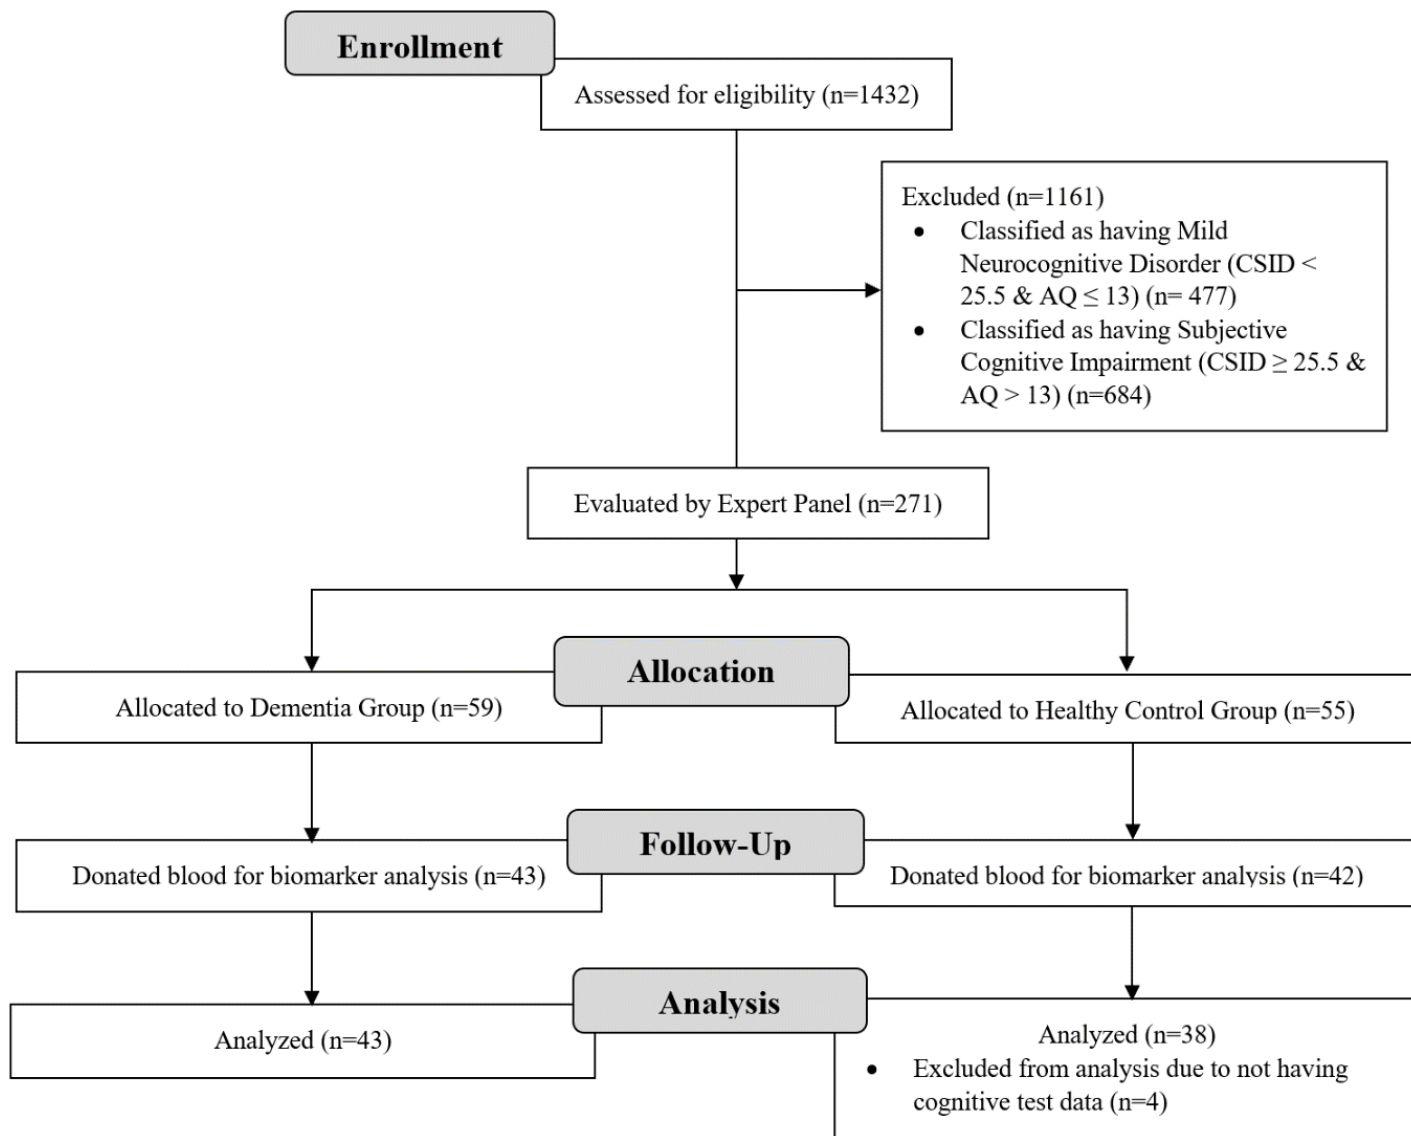 Enrollment
Assessed for eligibility (n=1432)
Excluded (n=1161)
• Classified as having Mild
Neurocognitive Disorder (CSID <
25.5 & AQ ≤ 13) (n= 477)
• Classified as having Subjective
Cognitive Impairment (CSID ≥ 25.5 &
AQ > 13) (n=684)
Evaluated by Expert Panel (n=271)
Allocation
Allocated to Dementia Group (n=59)
Allocated to Healthy Control Group (n=55)
Follow-Up
Donated blood for biomarker analysis (n=43)
Donated blood for biomarker analysis (n=42)
Analysis
Analyzed (n=43)
Analyzed (n=38)
• Excluded from analysis due to not having
cognitive test data (n=4)